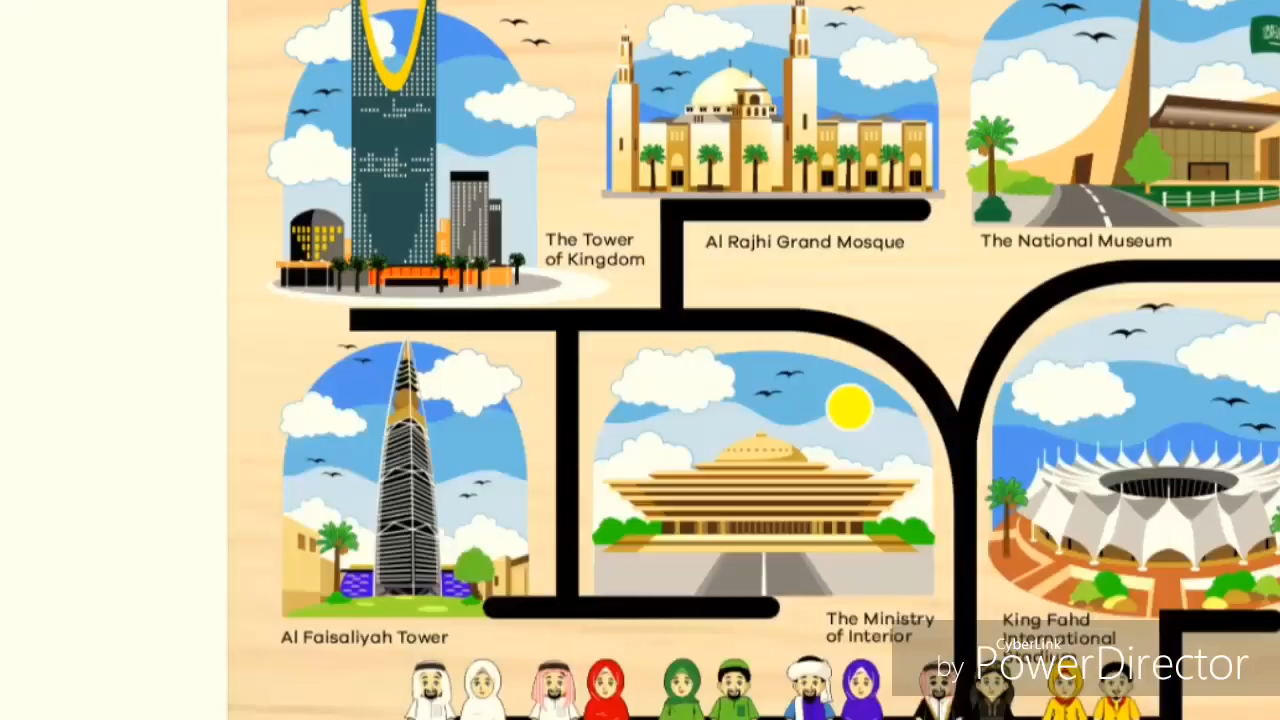 The Tower
of Kingdom
Al Rajhi Grand Mosque
The National Museum
Al Faisaliyah Tower
The Ministry
of Interior
King Fahd
International
CyberLink
by PowerDirector